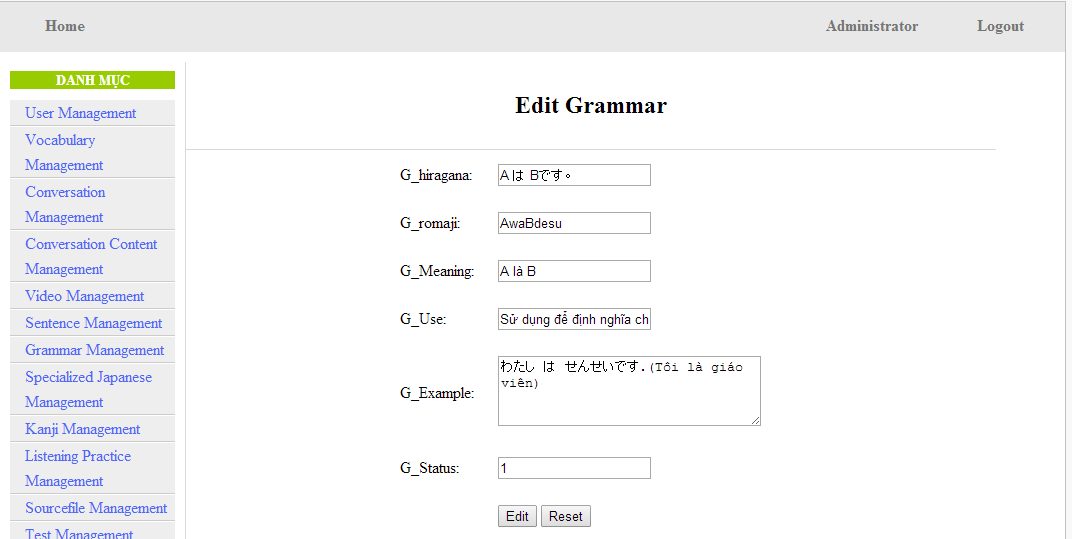 Home
Administrator
Logout
DANH MỤC
User Management
Vocabulary
Management
Conversation
Management
Conversation Content
Management
Video Management
Sentence Management
Grammar Management
Specialized Japanese
Management
Kanji Management
Listening Practice
Management
Sourcefile Management
Test Management
Edit Grammar
G_hiragana:
A は Bです。
G_romaji:
AwaBdesu
G_Meaning:
A là B
G_Use:
Sử dụng để định nghĩa ch
G_Example:
わたし は せんせいです.(Tôi là giáo
viên)
G_Status:
1
Edit Reset